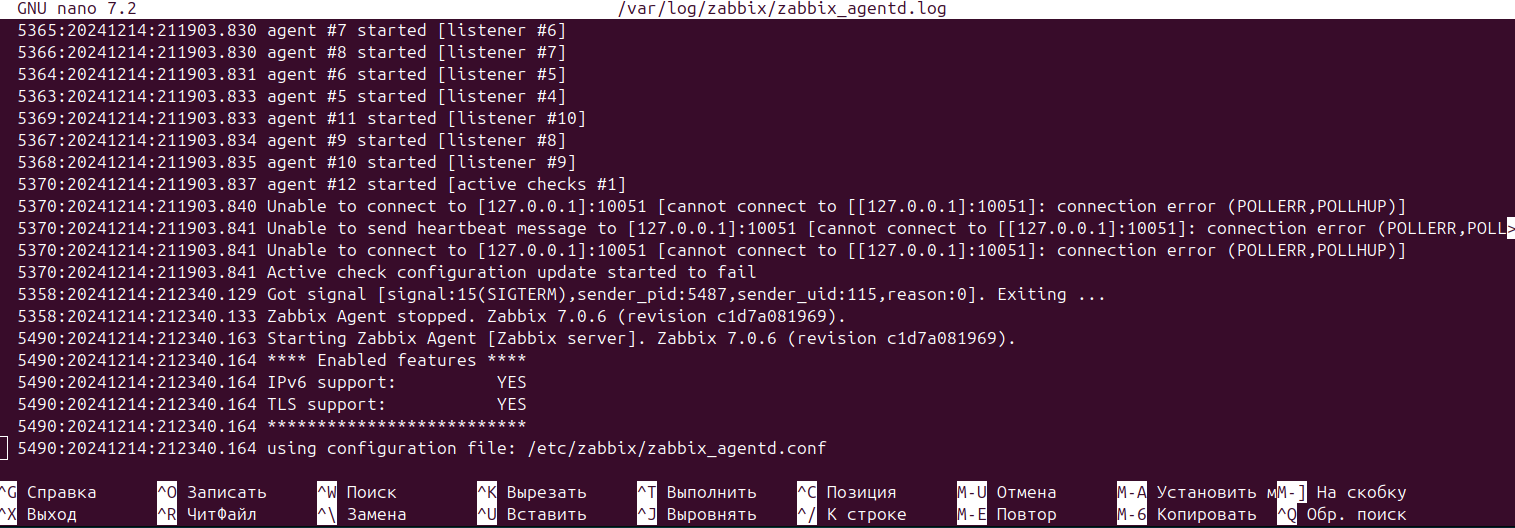 GNU nano 7.2 /var/log/zabbix/zabbix_agentd.log
5365:20241214:211903.830 agent #7 started [listener #6]
5366:20241214:211903.830 agent #8 started [listener #7]
5364:20241214:211903.831 agent #6 started [listener #5]
5363:20241214:211903.833 agent #5 started [listener #4]
5369:20241214:211903.833 agent #11 started [listener #10]
5367:20241214:211903.834 agent #9 started [listener #8]
5368:20241214:211903.835 agent #10 started [listener #9]
5370:20241214:211903.837 agent #12 started [active checks #1]
5370:20241214:211903.840 Unable to connect to [127.0.0.1]:10051 [cannot connect to [[127.0.0.1]:10051]: connection error (POLLERR,POLLHUP)]
5370:20241214:211903.841 Unable to send heartbeat message to [127.0.0.1]:10051 [cannot connect to [[127.0.0.1]:10051]: connection error (POLLERR,POLL>
5370:20241214:211903.841 Unable to connect to [127.0.0.1]:10051 [cannot connect to [[127.0.0.1]:10051]: connection error (POLLERR,POLLHUP)]
5370:20241214:211903.841 Active check configuration update started to fail
5358:20241214:212340.129 Got signal [signal:15(SIGTERM),sender_pid:5487,sender_uid:115,reason:0]. Exiting ...
5358:20241214:212340.133 Zabbix Agent stopped. Zabbix 7.0.6 (revision c1d7a081969).
5490:20241214:212340.163 Starting Zabbix Agent [Zabbix server]. Zabbix 7.0.6 (revision c1d7a081969).
5490:20241214:212340.164 **** Enabled features ****
5490:20241214:212340.164 IPv6 support: YES
5490:20241214:212340.164 TLS support: YES
5490:20241214:212340.164 **************************
5490:20241214:212340.164 using configuration file: /etc/zabbix/zabbix_agentd.conf
^G Справка ^O Записать ^W Поиск ^K Вырезать ^T Выполнить ^C Позиция M-U Отмена M-A Установить мM-] На скобку
^X Выход ^R ЧитФайл ^\ Замена ^U Вставить ^J Выровнять ^/ К строке M-E Повтор M-6 Копировать ^Q Обр. поиск